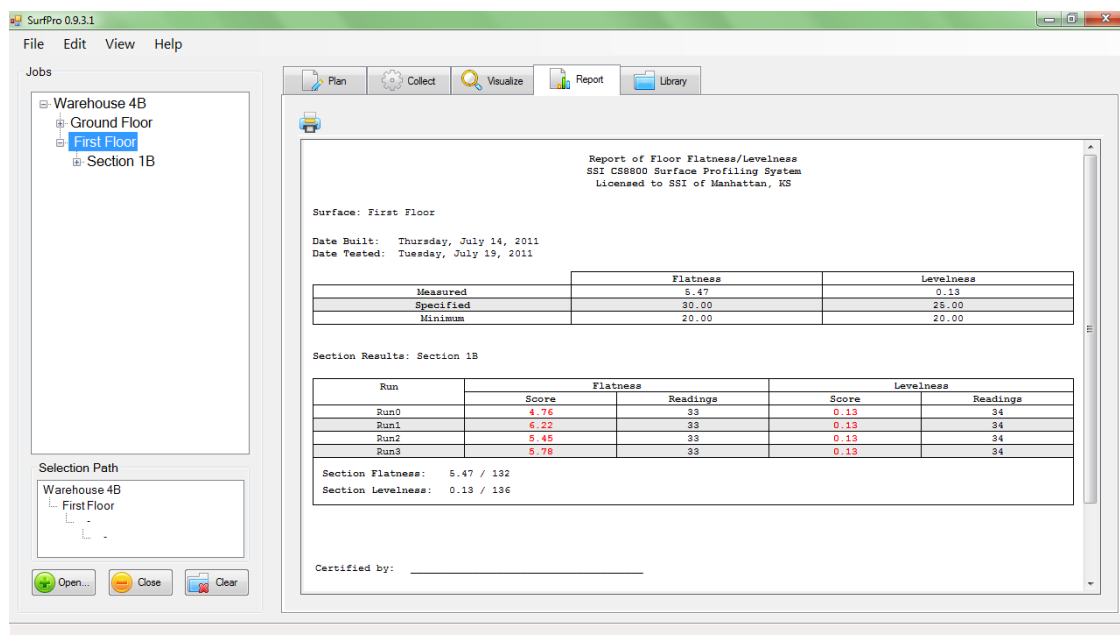 SurfPro 0.9.3.1
File Edit View Help
Jobs
Warehouse 4B
Ground Floor
First Floor
Section 1B
Selection Path
Warehouse 4B
First Floor
-
-
Open... Close Clear
Plan Collect Visualize Report Library
Report of Floor Flatness/Levelness
SSI CS8800 Surface Profiling System
Licensed to SSI of Manhattan, KS
Surface: First Floor
Date Built: Thursday, July 14, 2011
Date Tested: Tuesday, July 19, 2011
Flatness Levelness
Measured 5.47 0.13
Specified 30.00 25.00
Minimum 20.00 20.00
Section Results: Section 1B
Run Flatness Levelness
Score Readings Score Readings
Run0 4.76 33 0.13 34
Run1 6.22 33 0.13 34
Run2 5.45 33 0.13 34
Run3 5.78 33 0.13 34
Section Flatness: 5.47 / 132
Section Levelness: 0.13 / 136
Certified by: